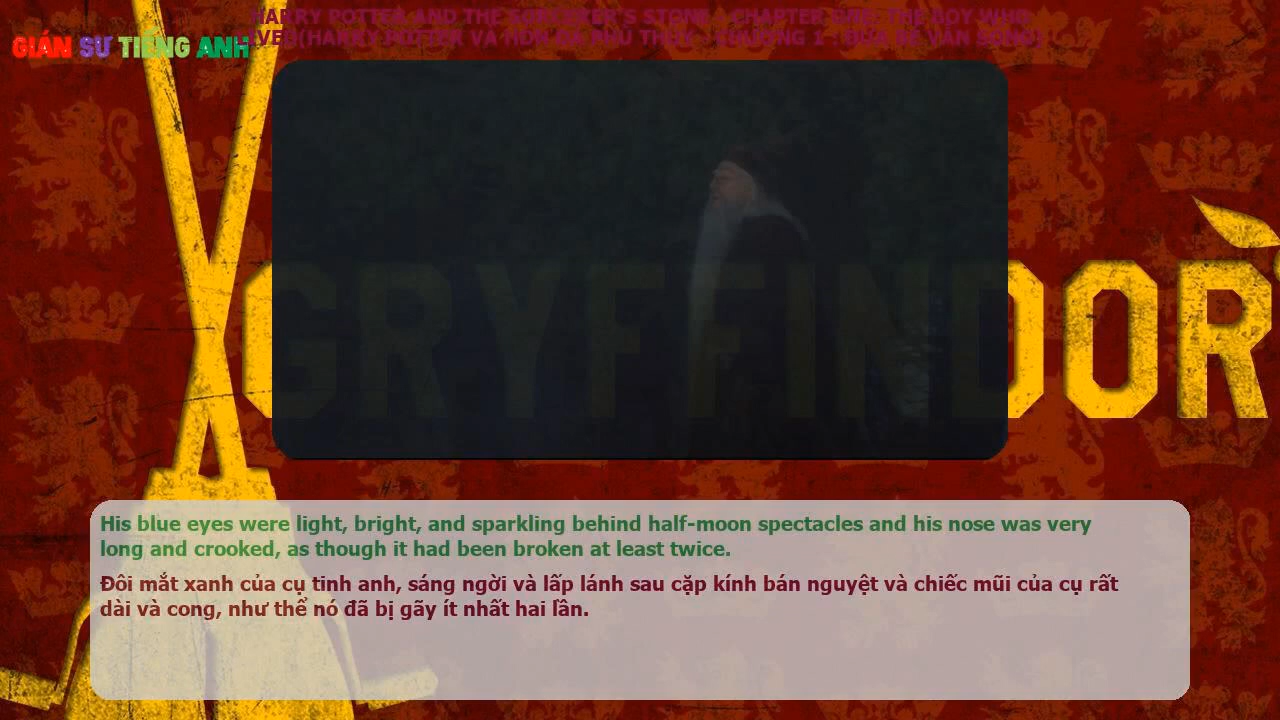 HARRY POTTER AND THE SORCERER'S STONE - CHAPTER ONE: THE BOY WHO
LIVED(HARRY POTTER VÀ HÒN ĐÁ PHÙ THỦY - CHƯƠNG 1 : ĐỨA BÉ VẪN SỐNG)
GIÁN SƯ TIẾNG ANH
GRYFFINDOR
His blue eyes were light, bright, and sparkling behind half-moon spectacles and his nose was very
long and crooked, as though it had been broken at least twice.
Đôi mắt xanh của cụ tinh anh, sáng ngời và lấp lánh sau cặp kính bán nguyệt và chiếc mũi của cụ rất
dài và cong, như thể nó đã bị gãy ít nhất hai lần.